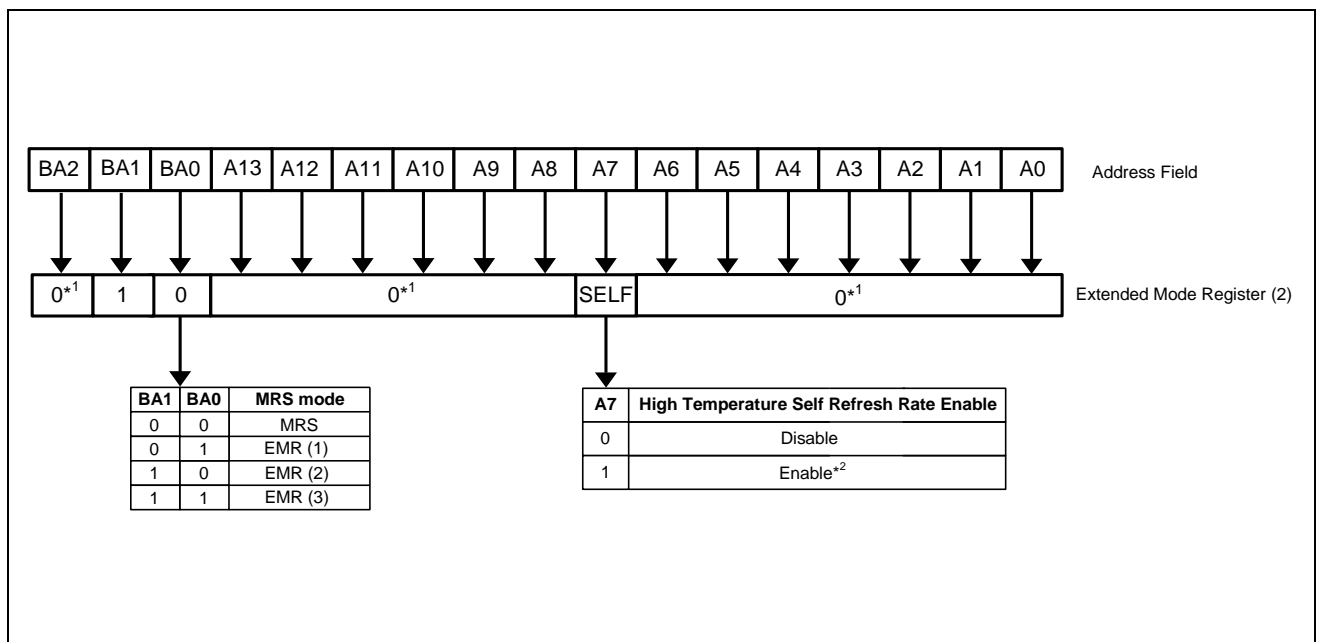 BA2 BA1 BA0 A13 A12 A11 A10 A9 A8 A7 A6 A5 A4 A3 A2 A1 A0 Address Field
0*1 1 0 0*1 SELF 0*1 Extended Mode Register (2)
BA1 BA0 MRS mode
0 0 MRS
0 1 EMR (1)
1 0 EMR (2)
1 1 EMR (3)
A7 High Temperature Self Refresh Rate Enable
0 Disable
1 Enable*2